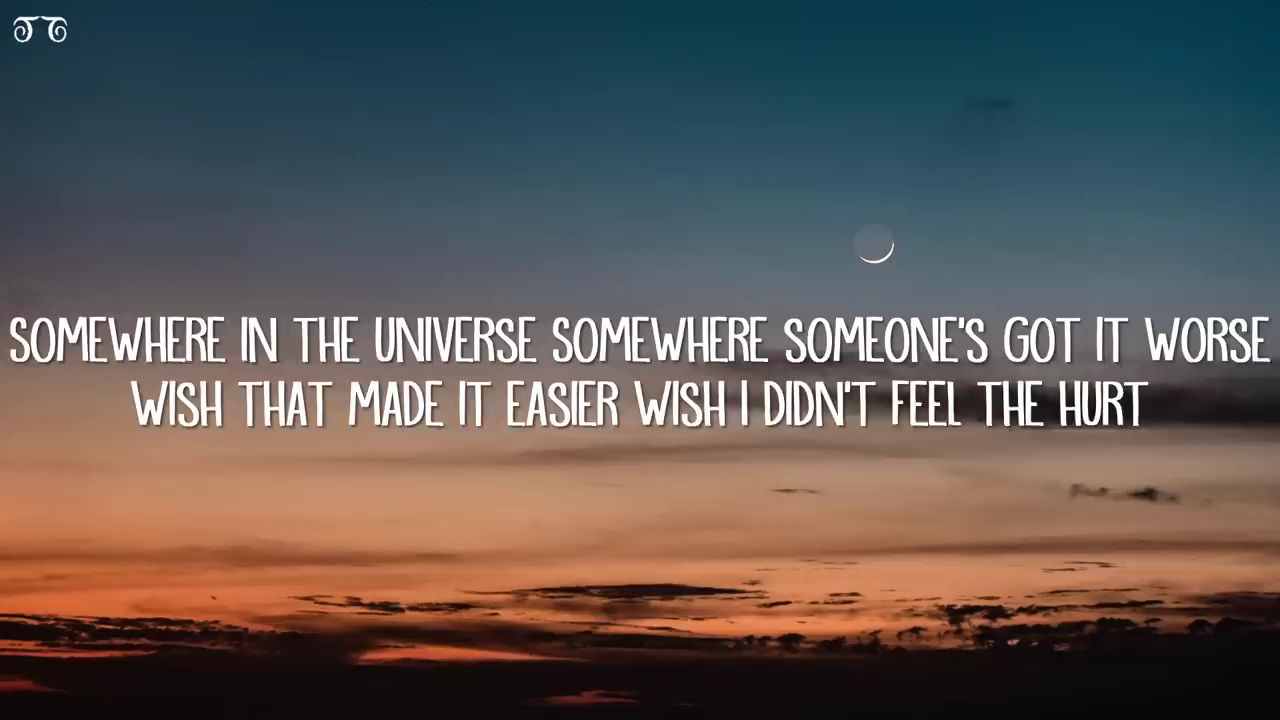 SOMEWHERE IN THE UNIVERSE SOMEWHERE SOMEONE'S GOT IT WORSE
WISH THAT MADE IT EASIER WISH I DIDN'T FEEL THE HURT